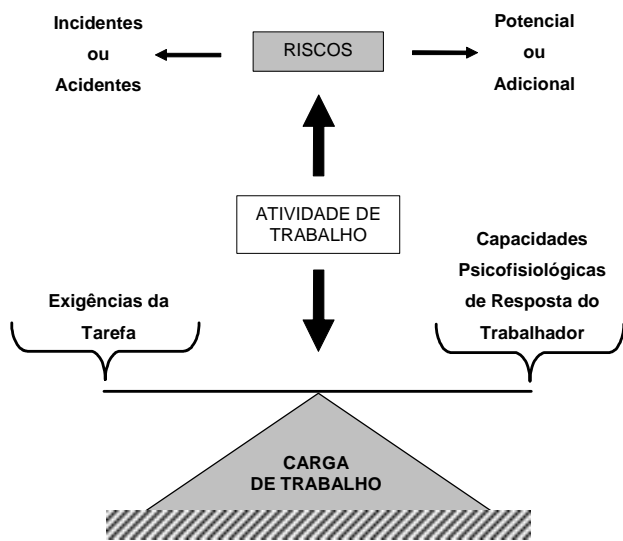 Incidentes
ou
Acidentes
RISCOS
Potencial
ou
Adicional
ATIVIDADE DE
TRABALHO
Exigências da
Tarefa
Capacidades
Psicofisiológicas
de Resposta do
Trabalhador
CARGA
DE TRABALHO